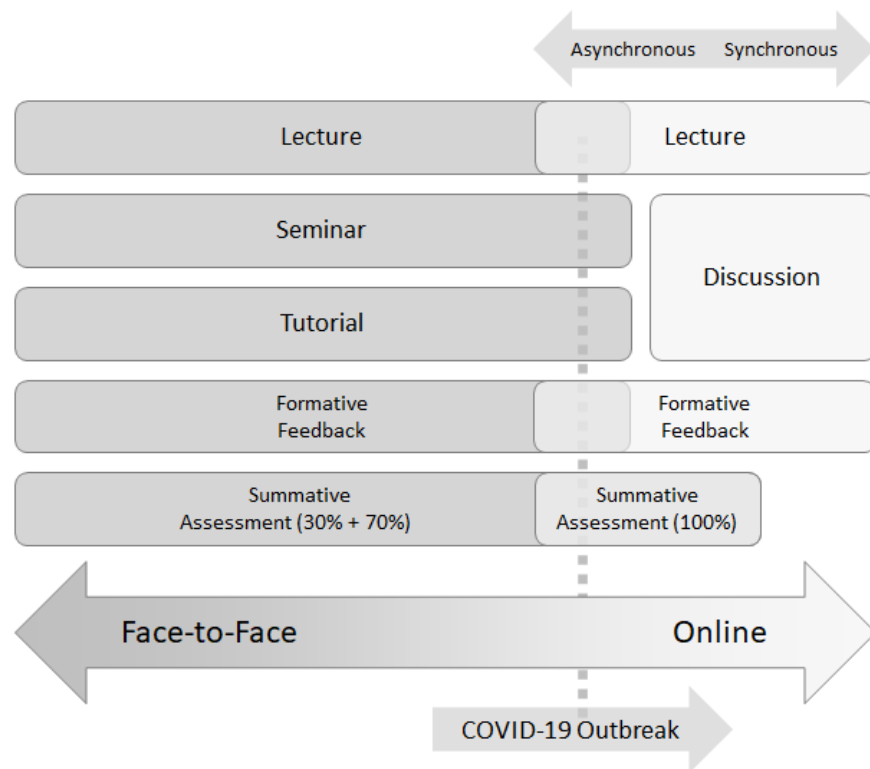 Asynchronous Synchronous
Lecture Lecture
Seminar
Discussion
Tutorial
Formative
Feedback
Formative
Feedback
Summative
Assessment (30% + 70%)
Summative
Assessment (100%)
Face-to-Face Online
COVID-19 Outbreak